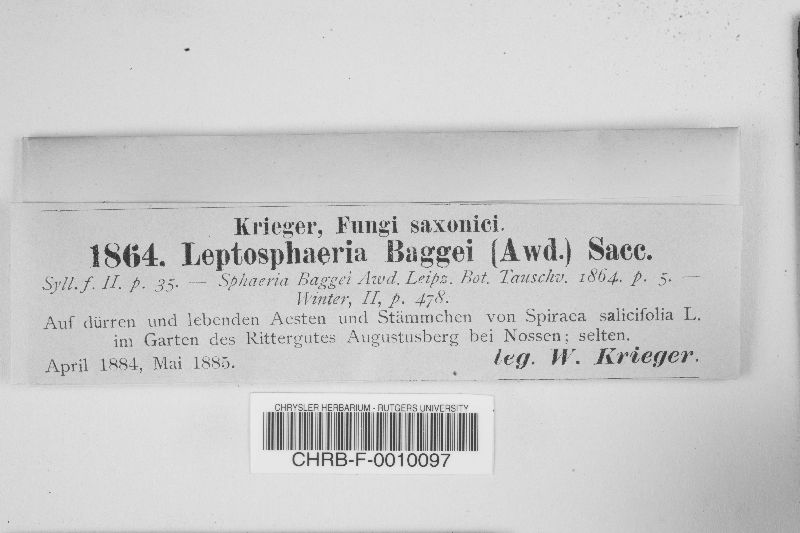 Krieger, Fungi saxonici.
1864. Leptosphaeria Baggei (Awd.) Sacc.
Syll. f. II. p. 35. — Sphaeria Baggei Awd. Leipz. Bot. Tauschv. 1864. p. 5. —
Winter, II, p. 478.
Auf dürren und lebenden Aesten und Stämmchen von Spiraea salicifolia L.
im Garten des Rittergutes Augustusberg bei Nossen; selten.
April 1884, Mai 1885. leg. W. Krieger.
CHRYSLER HERBARIUM - RUTGERS UNIVERSITY
CHRB-F-0010097